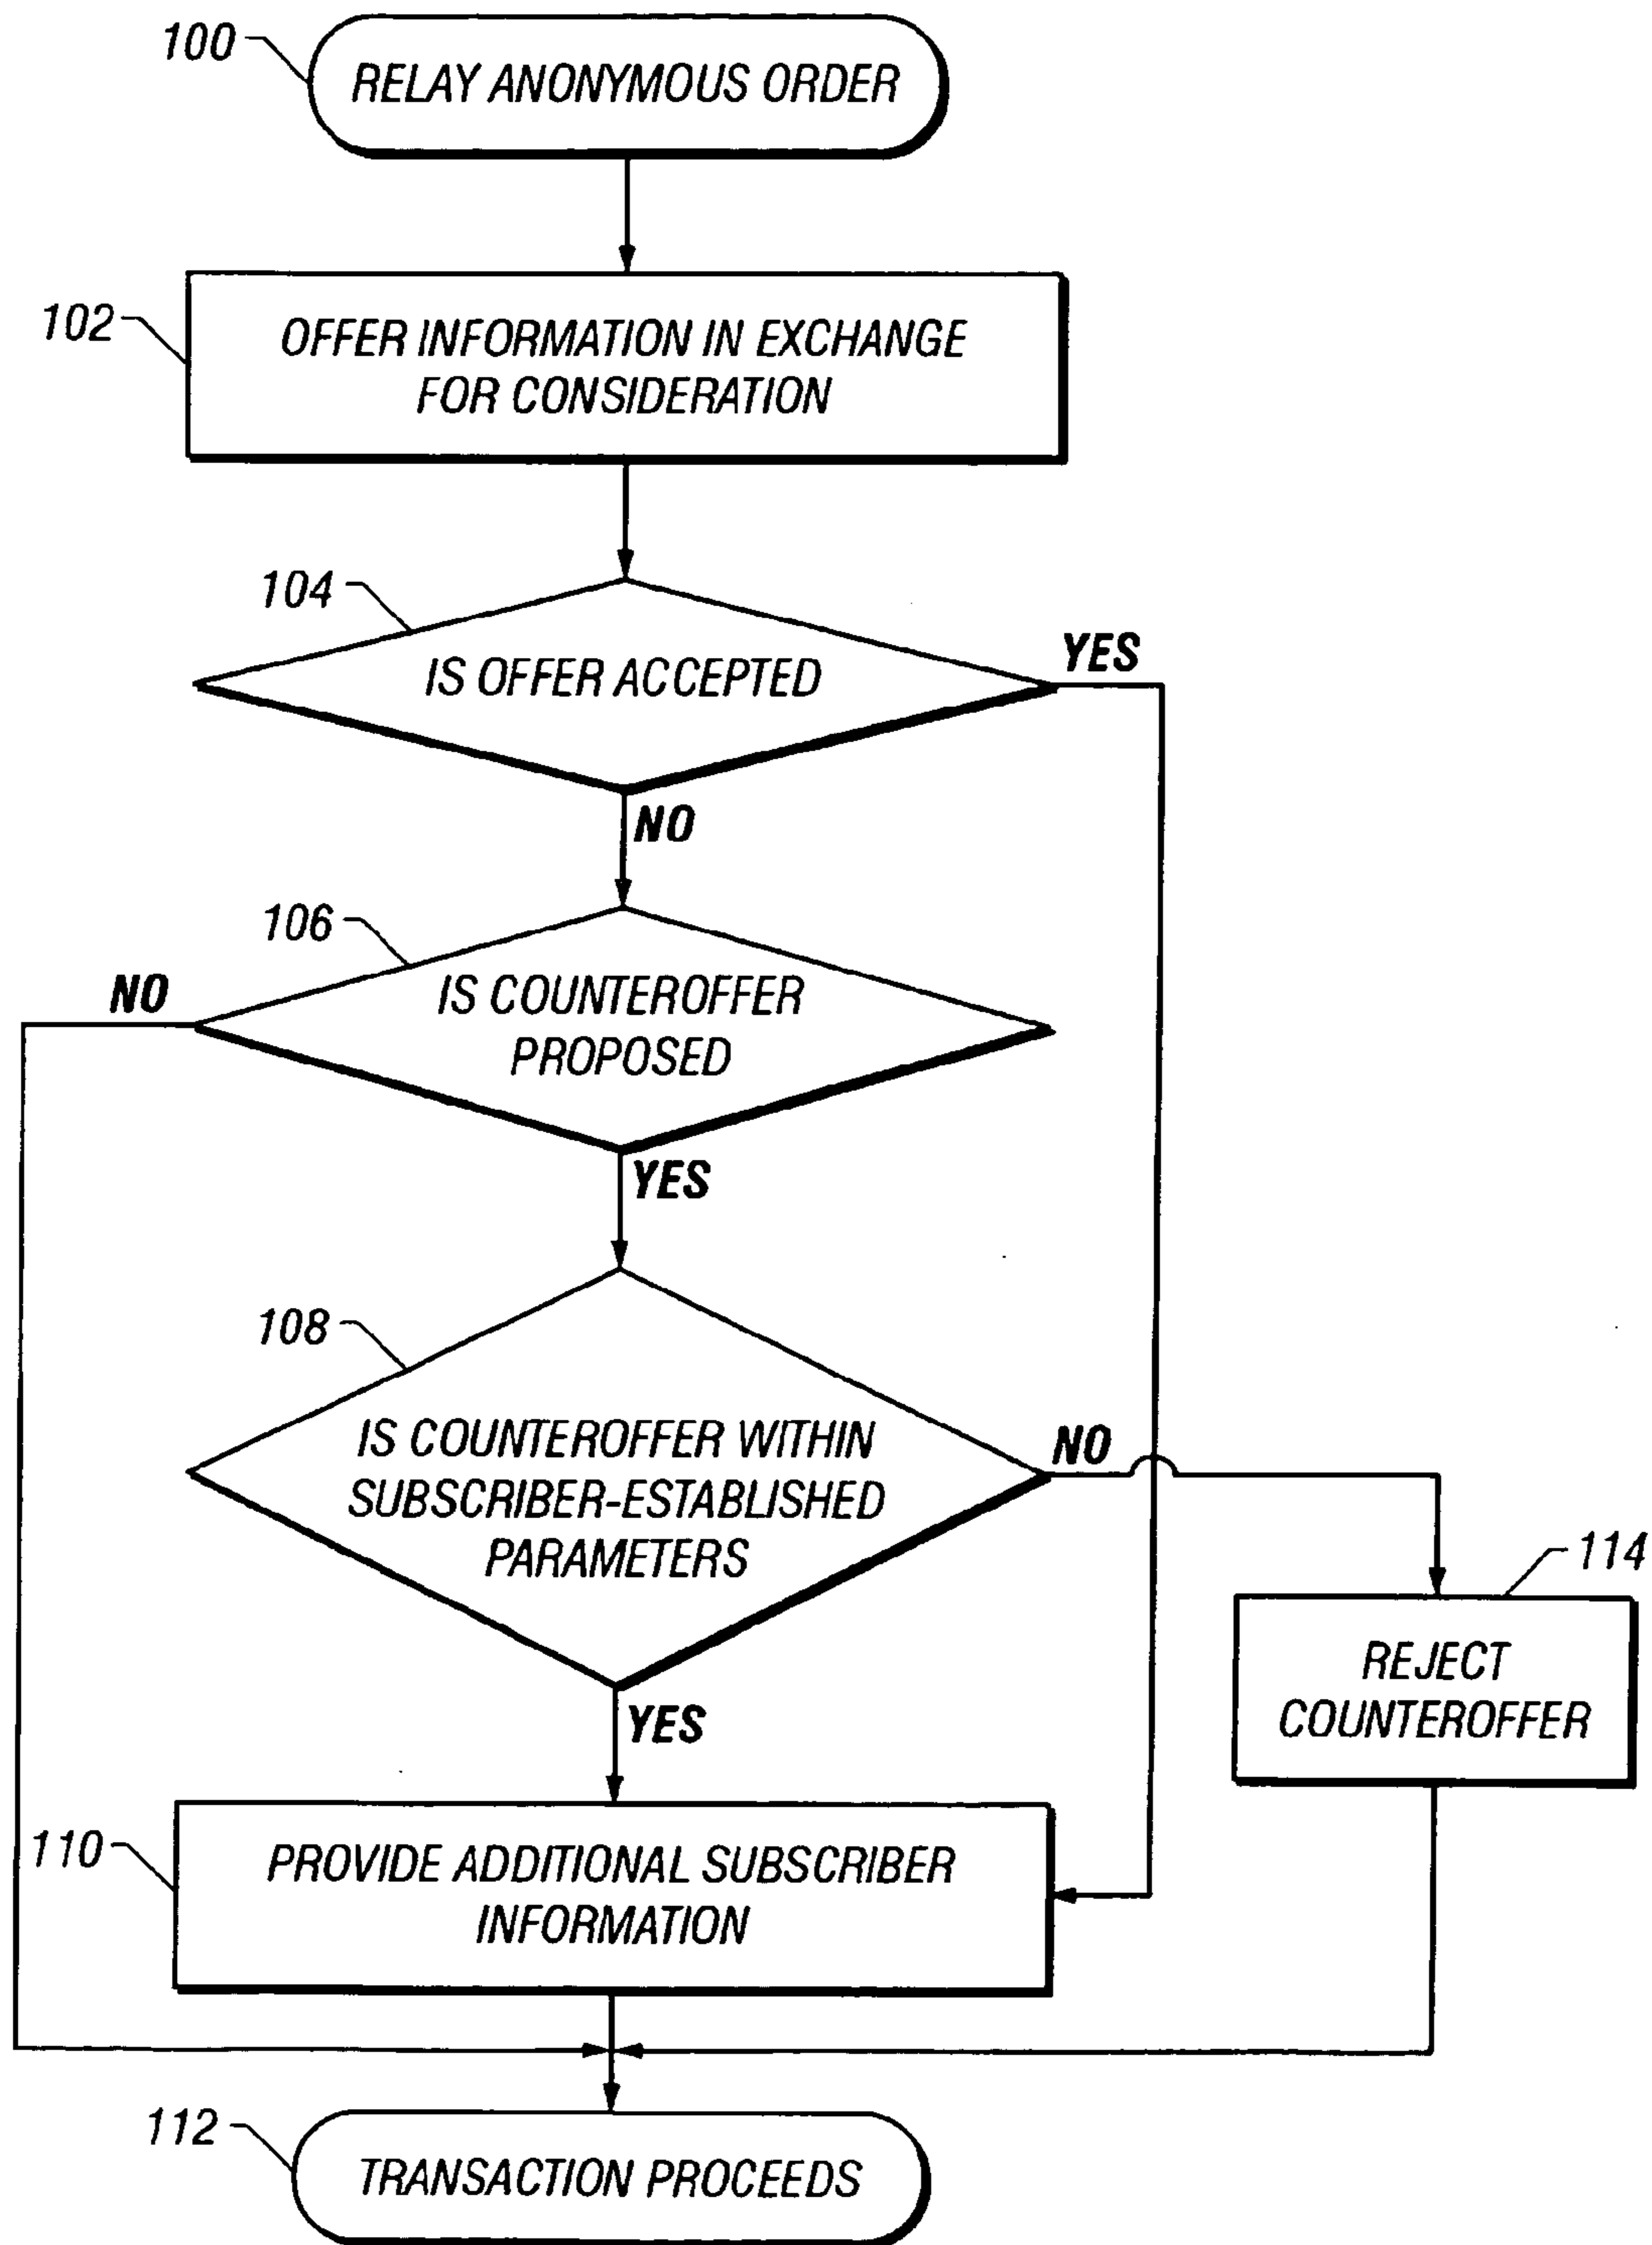 100
RELAY ANONYMOUS ORDER
102
OFFER INFORMATION IN EXCHANGE
FOR CONSIDERATION
104
IS OFFER ACCEPTED
YES
NO
106
IS COUNTEROFFER
PROPOSED
NO
YES
108
IS COUNTEROFFER WITHIN
SUBSCRIBER-ESTABLISHED
PARAMETERS
NO
YES
114
REJECT
COUNTEROFFER
110
PROVIDE ADDITIONAL SUBSCRIBER
INFORMATION
112
TRANSACTION PROCEEDS